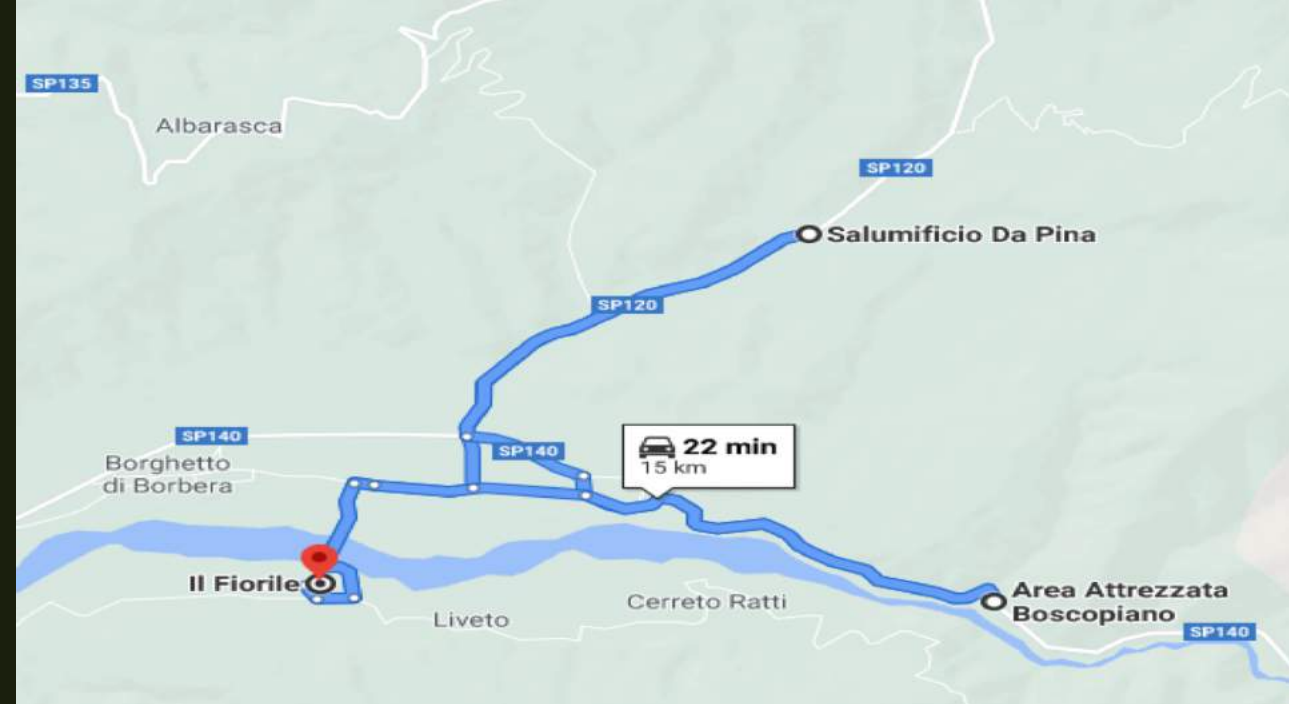 SP135
Albarasca
SP120
Salumificio Da Pina
SP120
SP140
SP140
22 min
15 km
Borghetto
di Borbera
Il Fiorile
Liveto
Cerreto Ratti
Area Attrezzata
Boscopiano
SP140